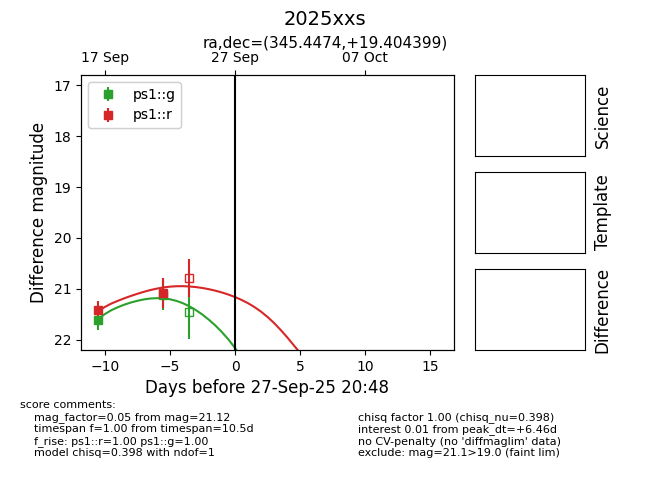 2025xxs
ra,dec=(345.4474,+19.404399)
17 Sep
27 Sep
07 Oct
ps1::g
ps1::r
17
18
19
20
21
22
Difference magnitude
−10
−5
0
5
10
15
Days before 27-Sep-25 20:48
Science
Template
Difference
score comments:
mag_factor=0.05 from mag=21.12
timespan f=1.00 from timespan=10.5d
f_rise: ps1::r=1.00 ps1::g=1.00
model chisq=0.398 with ndof=1
chisq factor 1.00 (chisq_nu=0.398)
interest 0.01 from peak_dt=+6.46d
no CV-penalty (no 'diffmaglim' data)
exclude: mag=21.1>19.0 (faint lim)